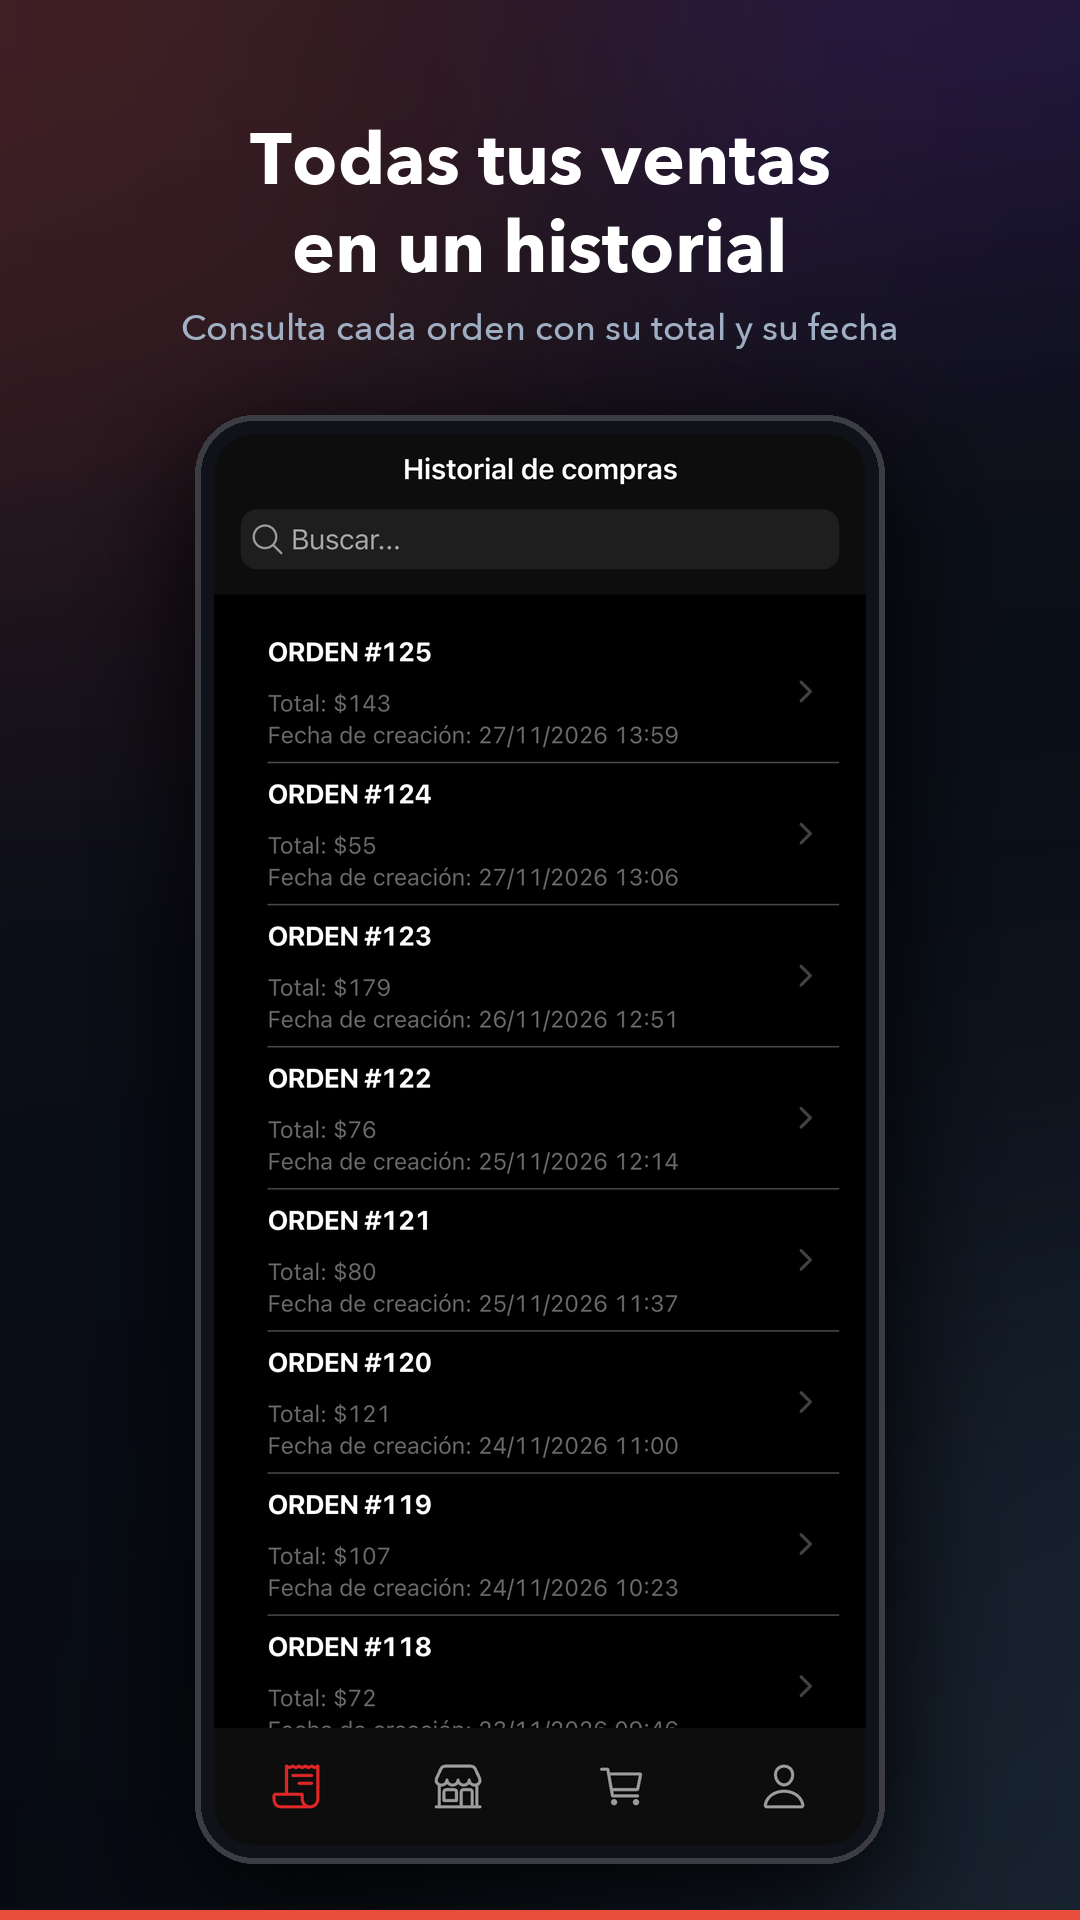 Todas tus ventas
en un historial
Consulta cada orden con su total y su fecha
Historial de compras
Buscar...
ORDEN #125
Total: $143
Fecha de creación: 27/11/2026 13:59
ORDEN #124
Total: $55
Fecha de creación: 27/11/2026 13:06
ORDEN #123
Total: $179
Fecha de creación: 26/11/2026 12:51
ORDEN #122
Total: $76
Fecha de creación: 25/11/2026 12:14
ORDEN #121
Total: $80
Fecha de creación: 25/11/2026 11:37
ORDEN #120
Total: $121
Fecha de creación: 24/11/2026 11:00
ORDEN #119
Total: $107
Fecha de creación: 24/11/2026 10:23
ORDEN #118
Total: $72
Fecha de creación: